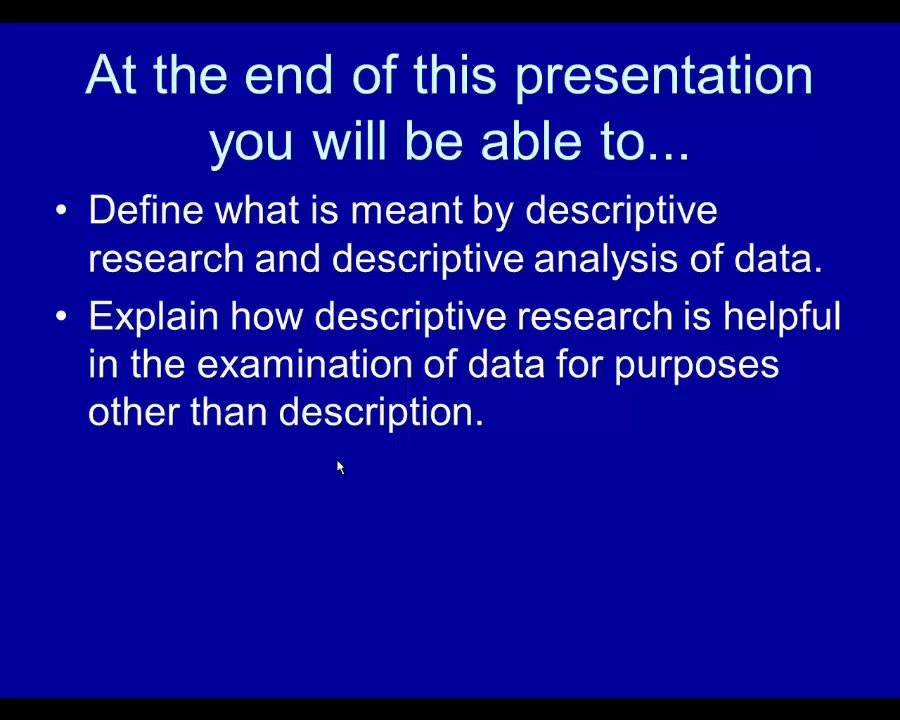 At the end of this presentation
you will be able to...
• Define what is meant by descriptive
research and descriptive analysis of data.
• Explain how descriptive research is helpful
in the examination of data for purposes
other than description.